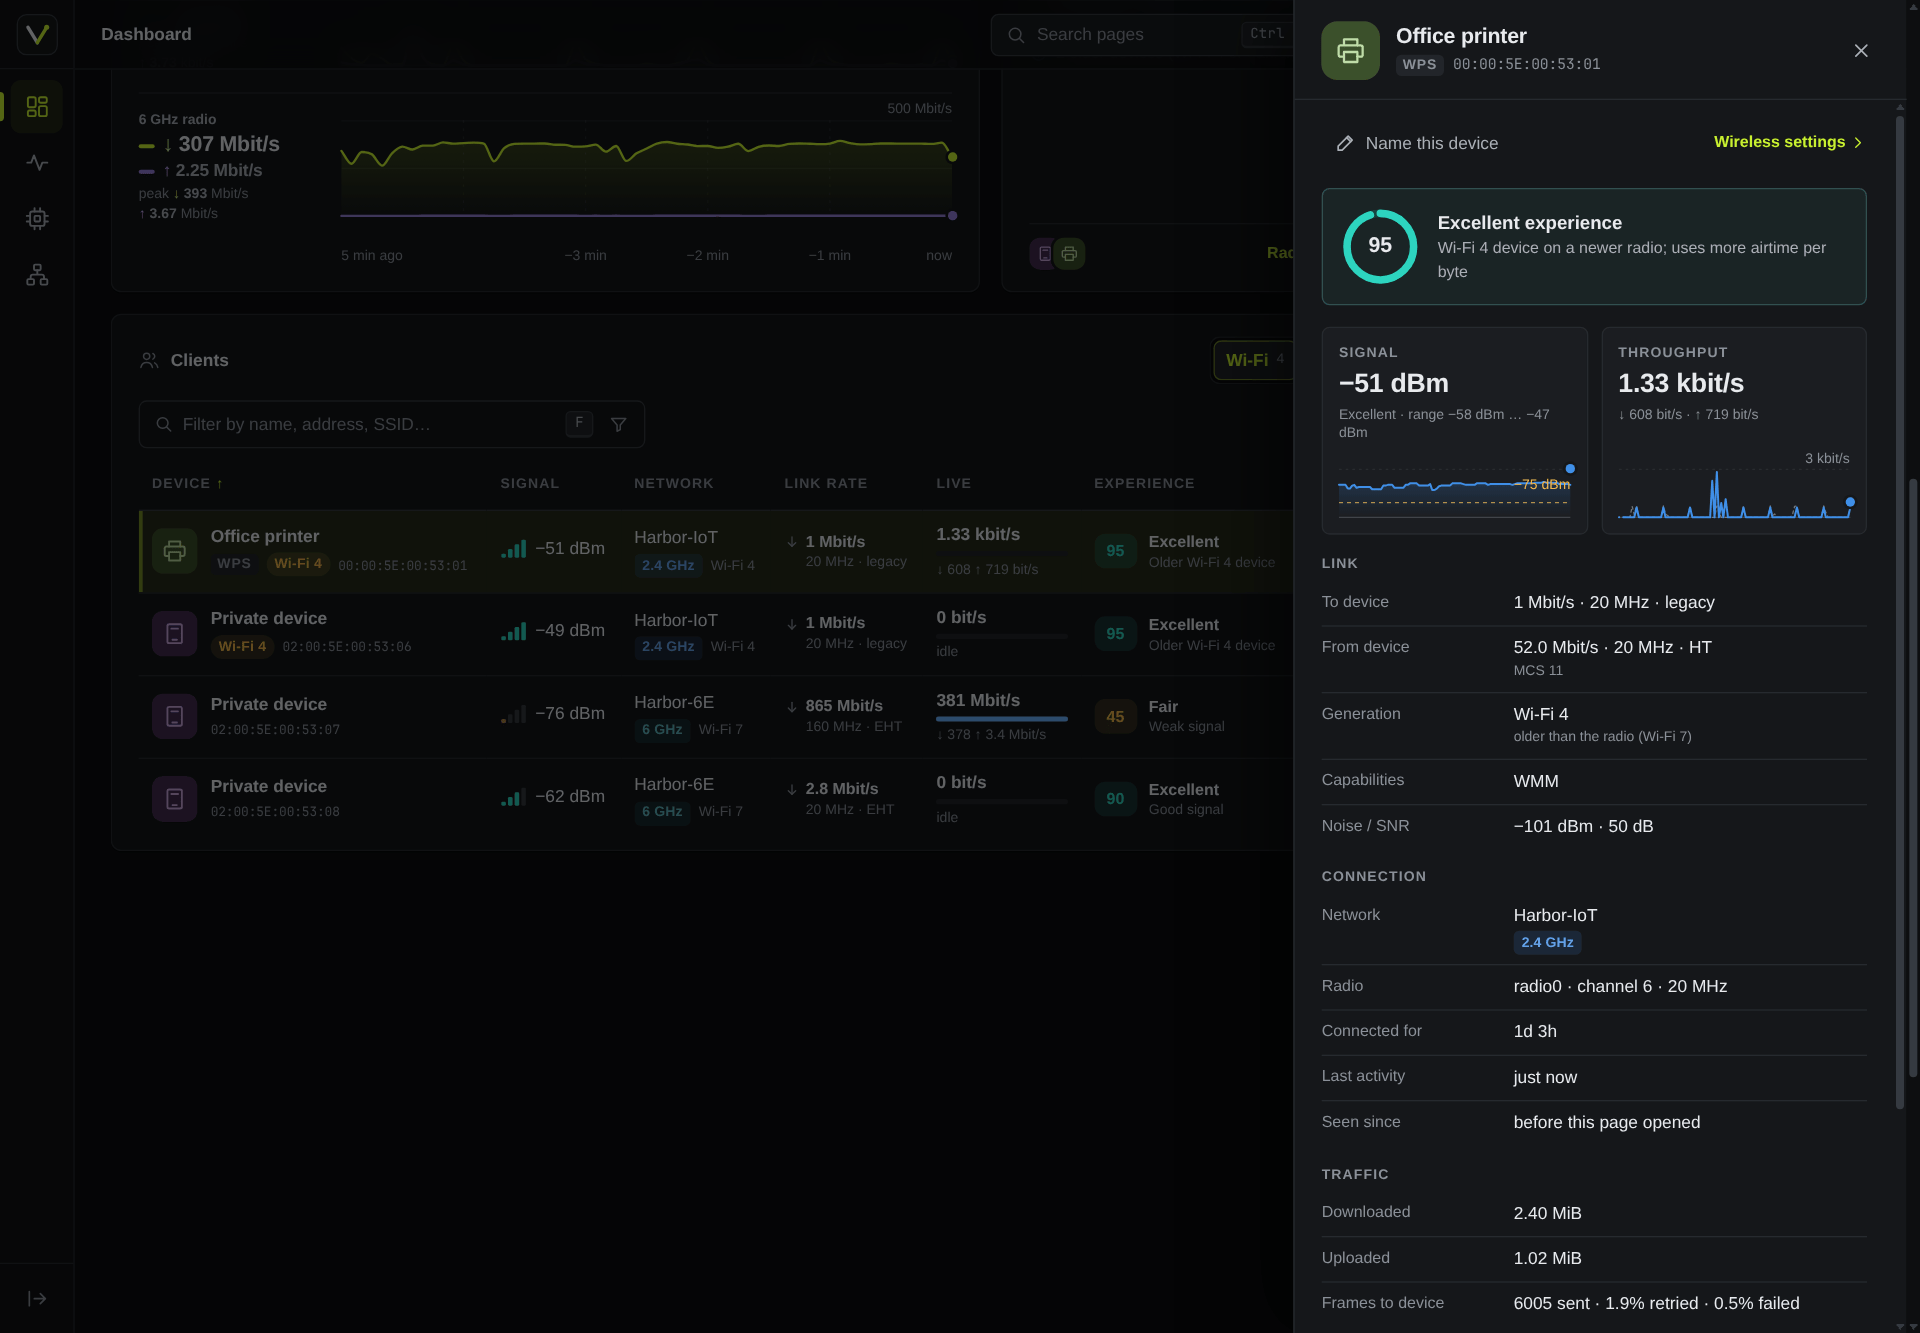 Dashboard
Search pages
Ctrl
500 Mbit/s
6 GHz radio
↓ 307 Mbit/s
↑ 2.25 Mbit/s
peak ↓ 393 Mbit/s
↑ 3.67 Mbit/s
5 min ago
−3 min
−2 min
−1 min
now
Clients
Wi-Fi 4
Filter by name, address, SSID…
F
DEVICE ↑
SIGNAL
NETWORK
LINK RATE
LIVE
EXPERIENCE
Office printer
WPS Wi-Fi 4 00:00:5E:00:53:01
−51 dBm
Harbor-IoT
2.4 GHz Wi-Fi 4
↓ 1 Mbit/s
20 MHz · legacy
1.33 kbit/s
↓ 608 ↑ 719 bit/s
95
Excellent
Older Wi-Fi 4 device
Private device
Wi-Fi 4 02:00:5E:00:53:06
−49 dBm
Harbor-IoT
2.4 GHz Wi-Fi 4
↓ 1 Mbit/s
20 MHz · legacy
0 bit/s
idle
95
Excellent
Older Wi-Fi 4 device
Private device
02:00:5E:00:53:07
−76 dBm
Harbor-6E
6 GHz Wi-Fi 7
↓ 865 Mbit/s
160 MHz · EHT
381 Mbit/s
↓ 378 ↑ 3.4 Mbit/s
45
Fair
Weak signal
Private device
02:00:5E:00:53:08
−62 dBm
Harbor-6E
6 GHz Wi-Fi 7
↓ 2.8 Mbit/s
20 MHz · EHT
0 bit/s
idle
90
Excellent
Good signal
Office printer
WPS 00:00:5E:00:53:01
Name this device
Wireless settings
95
Excellent experience
Wi-Fi 4 device on a newer radio; uses more airtime per
byte
SIGNAL
−51 dBm
Excellent · range −58 dBm … −47
dBm
−75 dBm
THROUGHPUT
1.33 kbit/s
↓ 608 bit/s · ↑ 719 bit/s
3 kbit/s
LINK
To device
1 Mbit/s · 20 MHz · legacy
From device
52.0 Mbit/s · 20 MHz · HT
MCS 11
Generation
Wi-Fi 4
older than the radio (Wi-Fi 7)
Capabilities
WMM
Noise / SNR
−101 dBm · 50 dB
CONNECTION
Network
Harbor-IoT
2.4 GHz
Radio
radio0 · channel 6 · 20 MHz
Connected for
1d 3h
Last activity
just now
Seen since
before this page opened
TRAFFIC
Downloaded
2.40 MiB
Uploaded
1.02 MiB
Frames to device
6005 sent · 1.9% retried · 0.5% failed